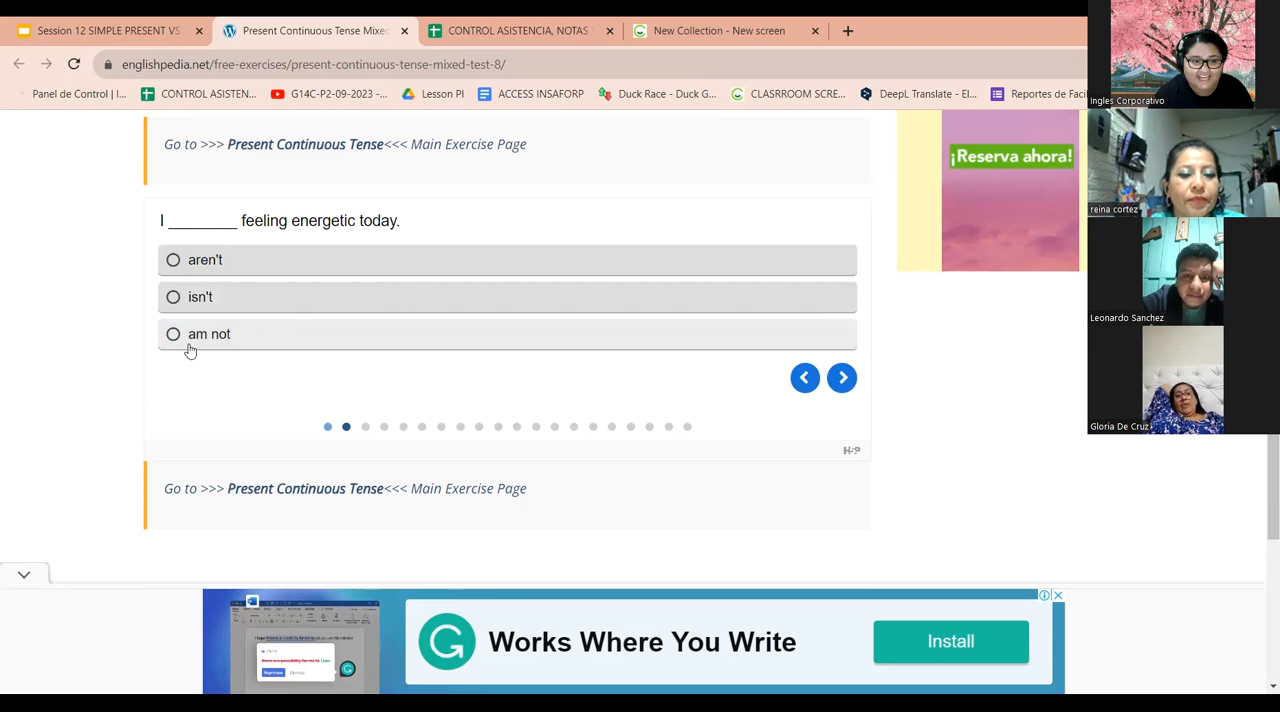 Session 12 SIMPLE PRESENT VS
Present Continuous Tense Mixed
CONTROL ASISTENCIA, NOTAS
New Collection - New screen
englishpedia.net/free-exercises/present-continuous-tense-mixed-test-8/
Panel de Control | I...
CONTROL ASISTEN...
G14C-P2-09-2023 -...
Lesson PI
ACCESS INSAFORP
Duck Race - Duck G...
CLASRROOM SCRE...
DeepL Translate - El...
Reportes de Facil
Ingles Corporativo
Go to >>> Present Continuous Tense<<< Main Exercise Page
¡Reserva ahora!
reina cortez
I ________ feeling energetic today.
aren't
isn't
am not
Leonardo Sanchez
Gloria De Cruz
H-P
Go to >>> Present Continuous Tense<<< Main Exercise Page
Works Where You Write
Install